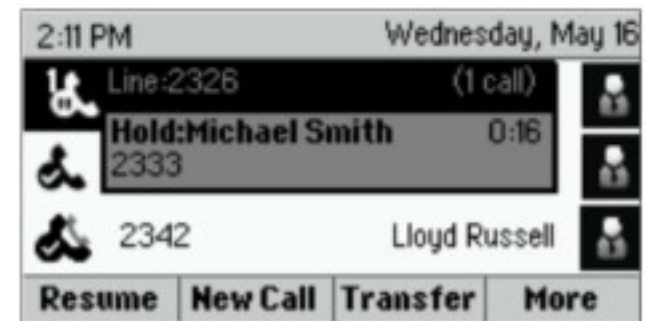 2:11 PM Wednesday, May 16
Line:2326 (1 call)
Hold:Michael Smith 0:16
2333
2342 Lloyd Russell
Resume New Call Transfer More